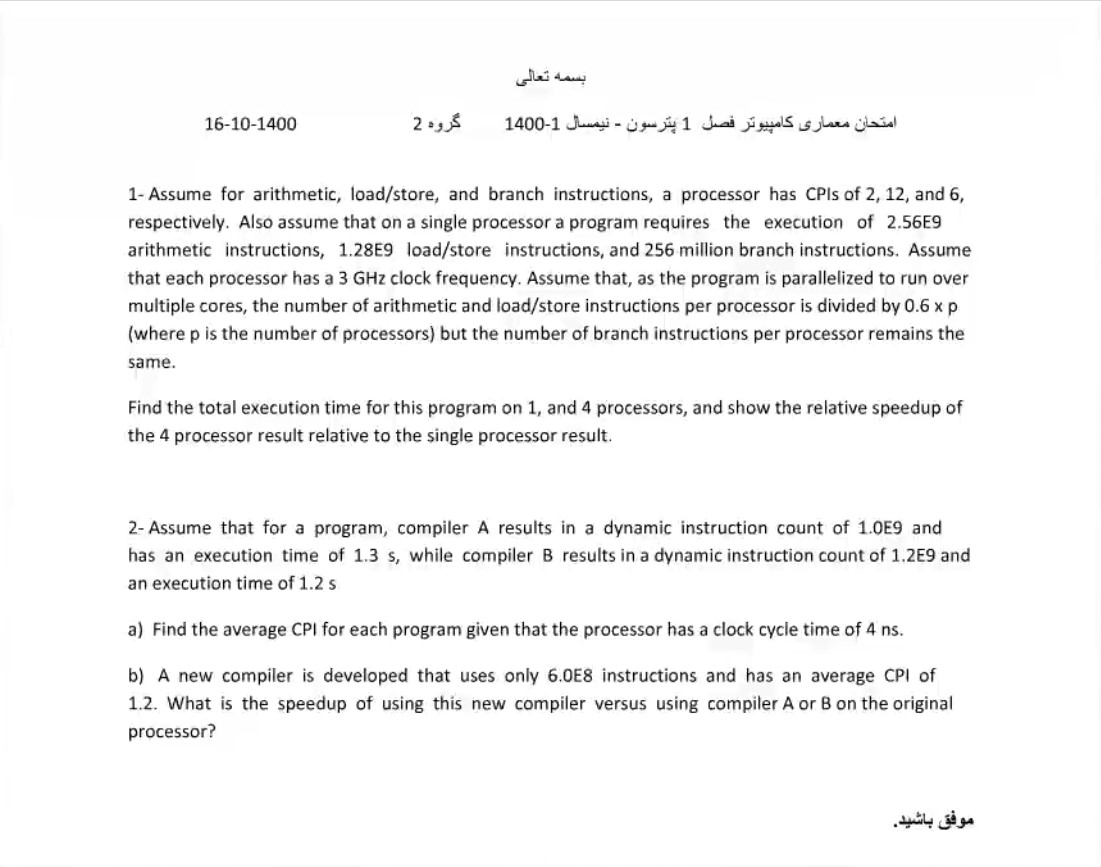 بسمه تعالی
امتحان معماری کامپیوتر فصل 1 پترسون - نیمسال 1-1400 گروه 2 16-10-1400
1- Assume for arithmetic, load/store, and branch instructions, a processor has CPIs of 2, 12, and 6,
respectively. Also assume that on a single processor a program requires the execution of 2.56E9
arithmetic instructions, 1.28E9 load/store instructions, and 256 million branch instructions. Assume
that each processor has a 3 GHz clock frequency. Assume that, as the program is parallelized to run over
multiple cores, the number of arithmetic and load/store instructions per processor is divided by 0.6 x p
(where p is the number of processors) but the number of branch instructions per processor remains the
same.
Find the total execution time for this program on 1, and 4 processors, and show the relative speedup of
the 4 processor result relative to the single processor result.
2- Assume that for a program, compiler A results in a dynamic instruction count of 1.0E9 and
has an execution time of 1.3 s, while compiler B results in a dynamic instruction count of 1.2E9 and
an execution time of 1.2 s
a) Find the average CPI for each program given that the processor has a clock cycle time of 4 ns.
b) A new compiler is developed that uses only 6.0E8 instructions and has an average CPI of
1.2. What is the speedup of using this new compiler versus using compiler A or B on the original
processor?
موفق باشید.